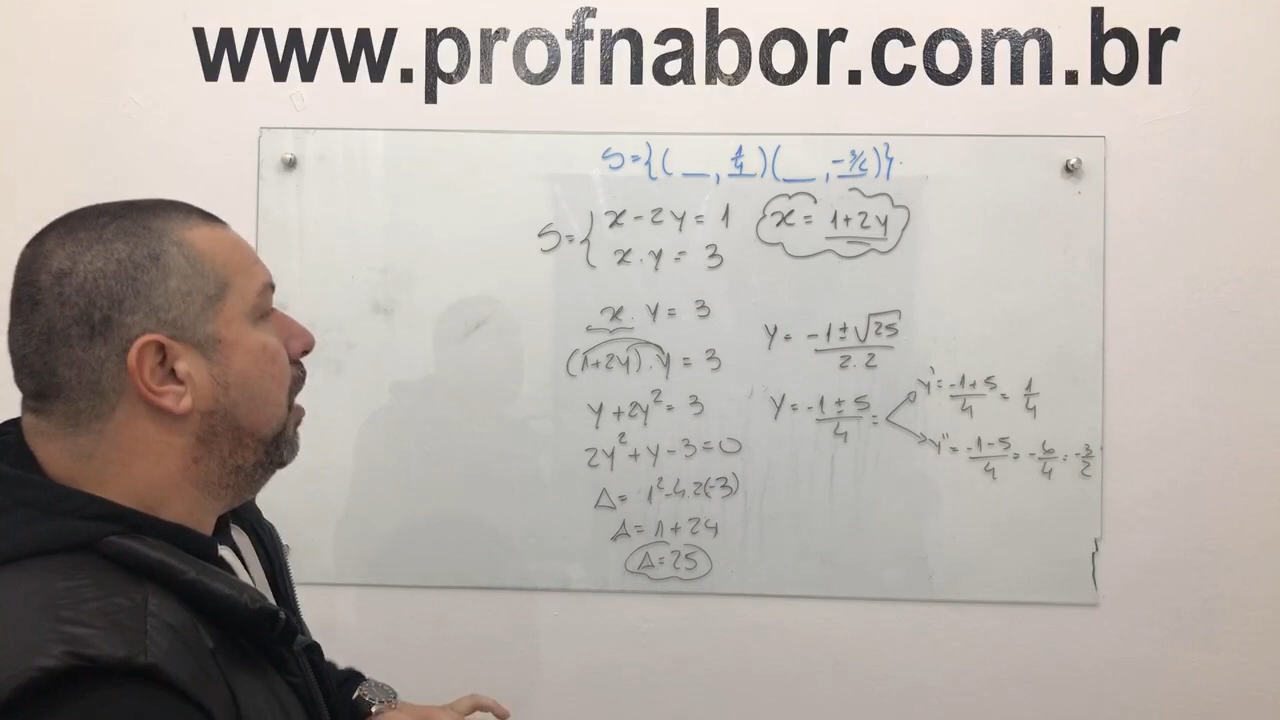 www.profnabor.com.br
S={( __ , 1/4 )( __ , -3/2 )}.
S={ x-2y=1
x.y=3
x=1+2y
x.y=3
(1+2y).y=3
y+2y²=3
2y²+y-3=0
Δ=1²-4.2(-3)
Δ=1+24
Δ=25
y=-1±√25/2.2
y=-1±5/4=
y'=-1+5/4=1/4
y''=-1-5/4=-6/4=-3/2